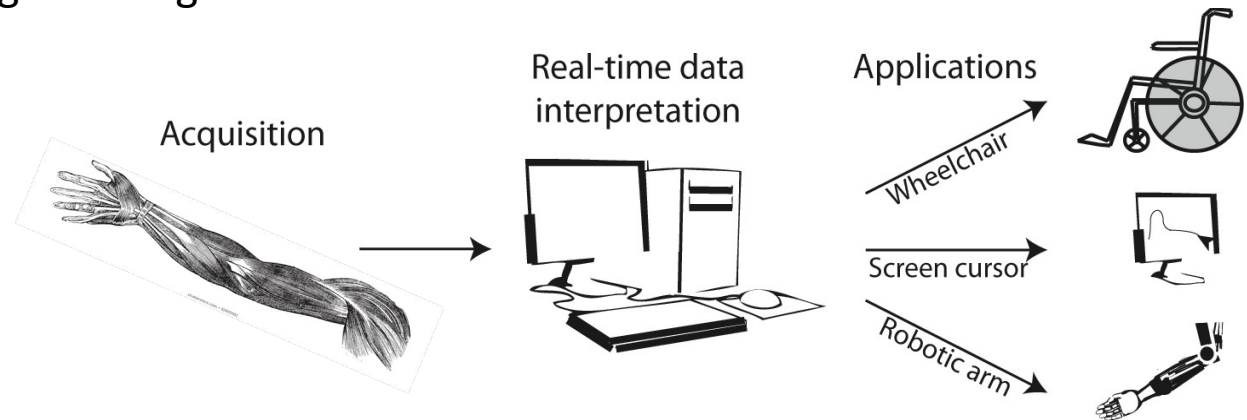 Acquisition
Real-time data
interpretation
Applications
Wheelchair
Screen cursor
Robotic arm